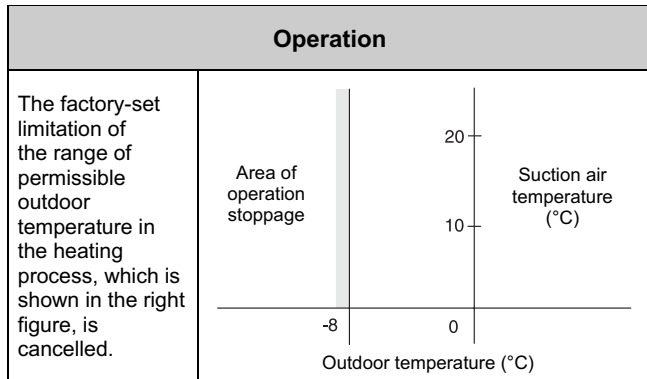 Operation
The factory-set
limitation of
the range of
permissible
outdoor
temperature in
the heating
process, which is
shown in the right
figure, is
cancelled.
Area of
operation
stoppage
20
10
Suction air
temperature
(°C)
-8
0
Outdoor temperature (°C)